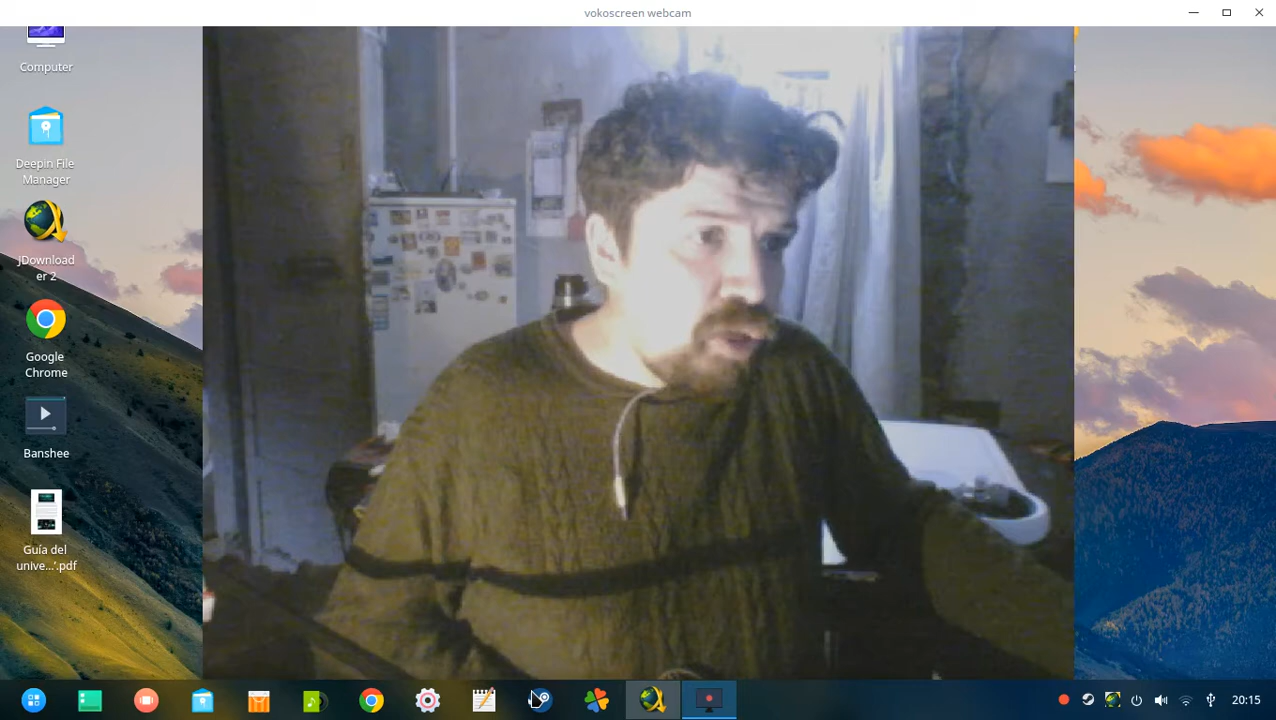 vokoscreen webcam
Computer
Deepin File
Manager
JDownload
er 2
Google
Chrome
Banshee
Guía del
unive...'.pdf
20:15